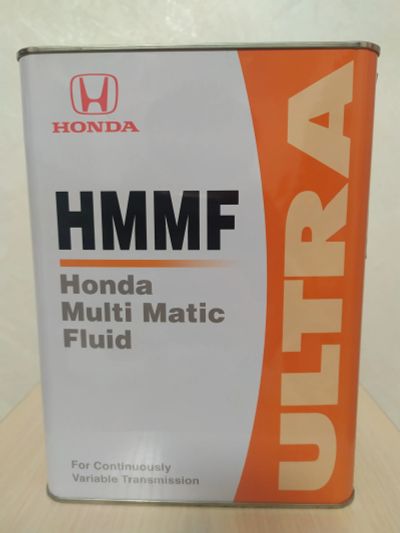 HONDA
HMMF
Honda
Multi Matic
Fluid
For Continuously
Variable Transmission
ULTRA